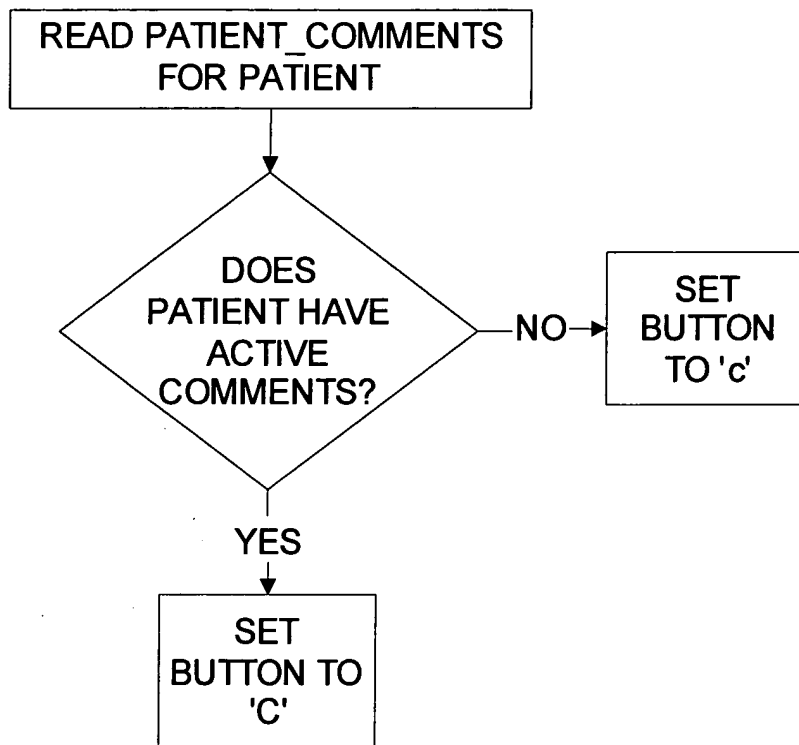 READ PATIENT_COMMENTS
FOR PATIENT
DOES
PATIENT HAVE
ACTIVE
COMMENTS?
NO
SET
BUTTON
TO 'c'
YES
SET
BUTTON TO
'C'